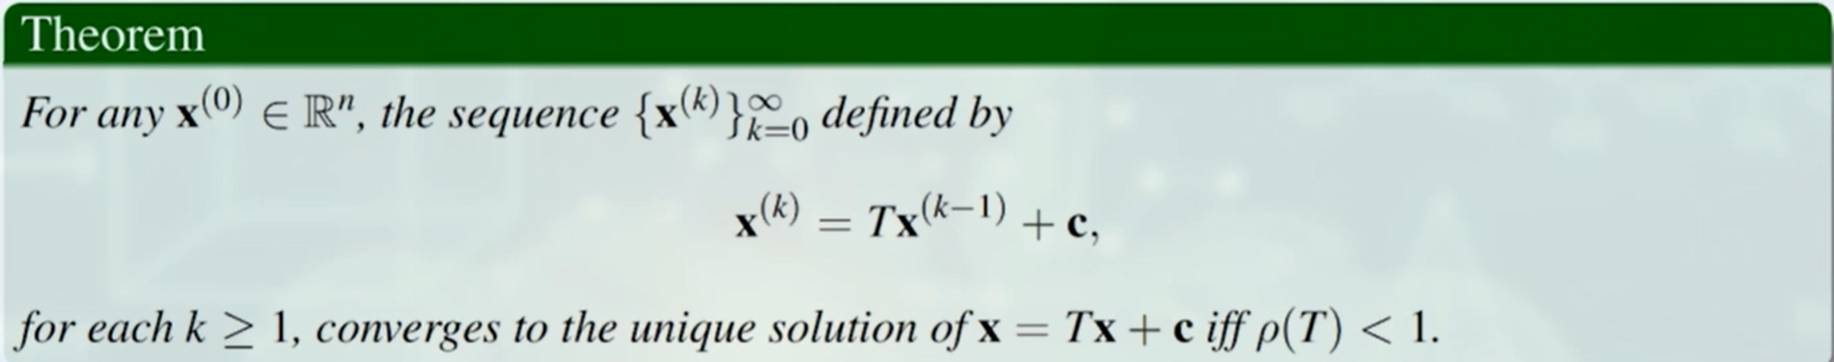 Theorem
For any $\mathbf{x}^{(0)} \in \mathbb{R}^n$, the sequence $\{\mathbf{x}^{(k)}\}_{k=0}^{\infty}$ defined by
$\mathbf{x}^{(k)} = T\mathbf{x}^{(k-1)} + \mathbf{c},$
for each $k \geq 1$, converges to the unique solution of $\mathbf{x} = T\mathbf{x} + \mathbf{c}$ iff $\rho(T) < 1$.